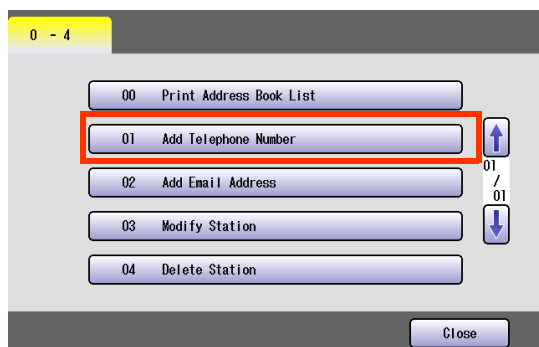 0 - 4
00 Print Address Book List
01 Add Telephone Number
02 Add Email Address
03 Modify Station
04 Delete Station
01
/
01
Close